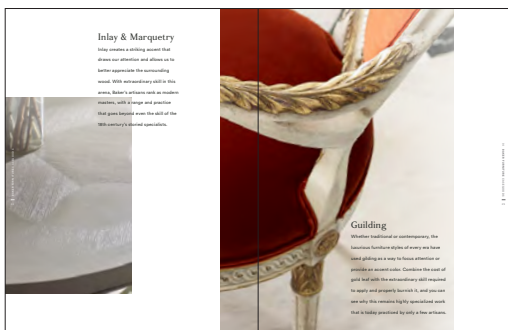 Inlay & Marquetry
Inlay creates a striking accent that
draws our attention and allows us to
better appreciate the surrounding
wood. With extraordinary skill in this
arena, Baker's artisans rank as modern
masters, with a range and practice
that goes beyond even the skill of the
18th-century's storied specialists.
Guilding
Whether traditional or contemporary, the
luxurious furniture styles of every era have
used gilding as a way to focus attention or
provide an accent color. Combine the cost of
gold leaf with the extraordinary skill required
to apply and properly burnish it, and you can
see why this remains highly specialized work
that is today practiced by only a few artisans.